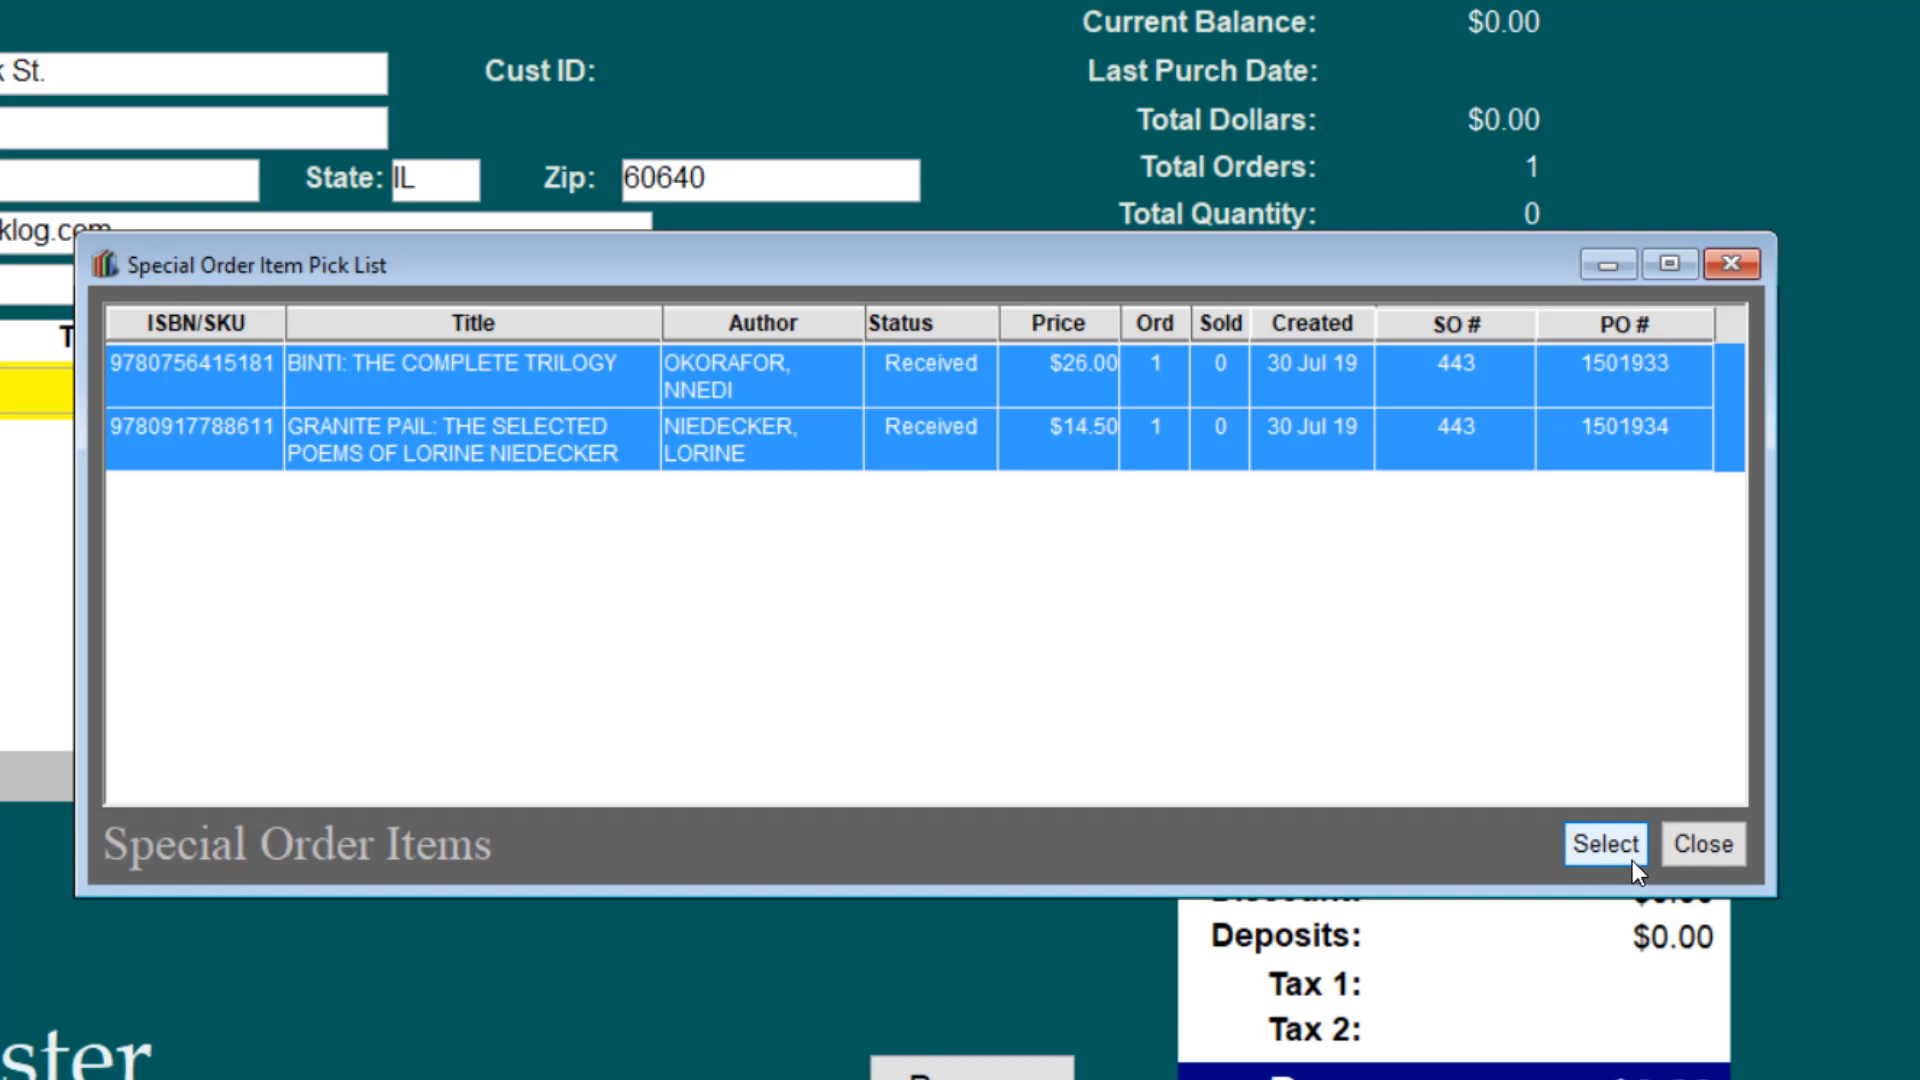 Current Balance: $0.00
k St.
Cust ID:
Last Purch Date:
Total Dollars: $0.00
State: IL Zip: 60640
Total Orders: 1
Total Quantity: 0
klog.com
Special Order Item Pick List
ISBN/SKU Title Author Status Price Ord Sold Created SO # PO #
9780756415181 BINTI: THE COMPLETE TRILOGY OKORAFOR, Received $26.00 1 0 30 Jul 19 443 1501933
NNEDI
9780917788611 GRANITE PAIL: THE SELECTED NIEDECKER, Received $14.50 1 0 30 Jul 19 443 1501934
POEMS OF LORINE NIEDECKER LORINE
Special Order Items
Select Close
Deposits: $0.00
Tax 1:
Tax 2:
ster